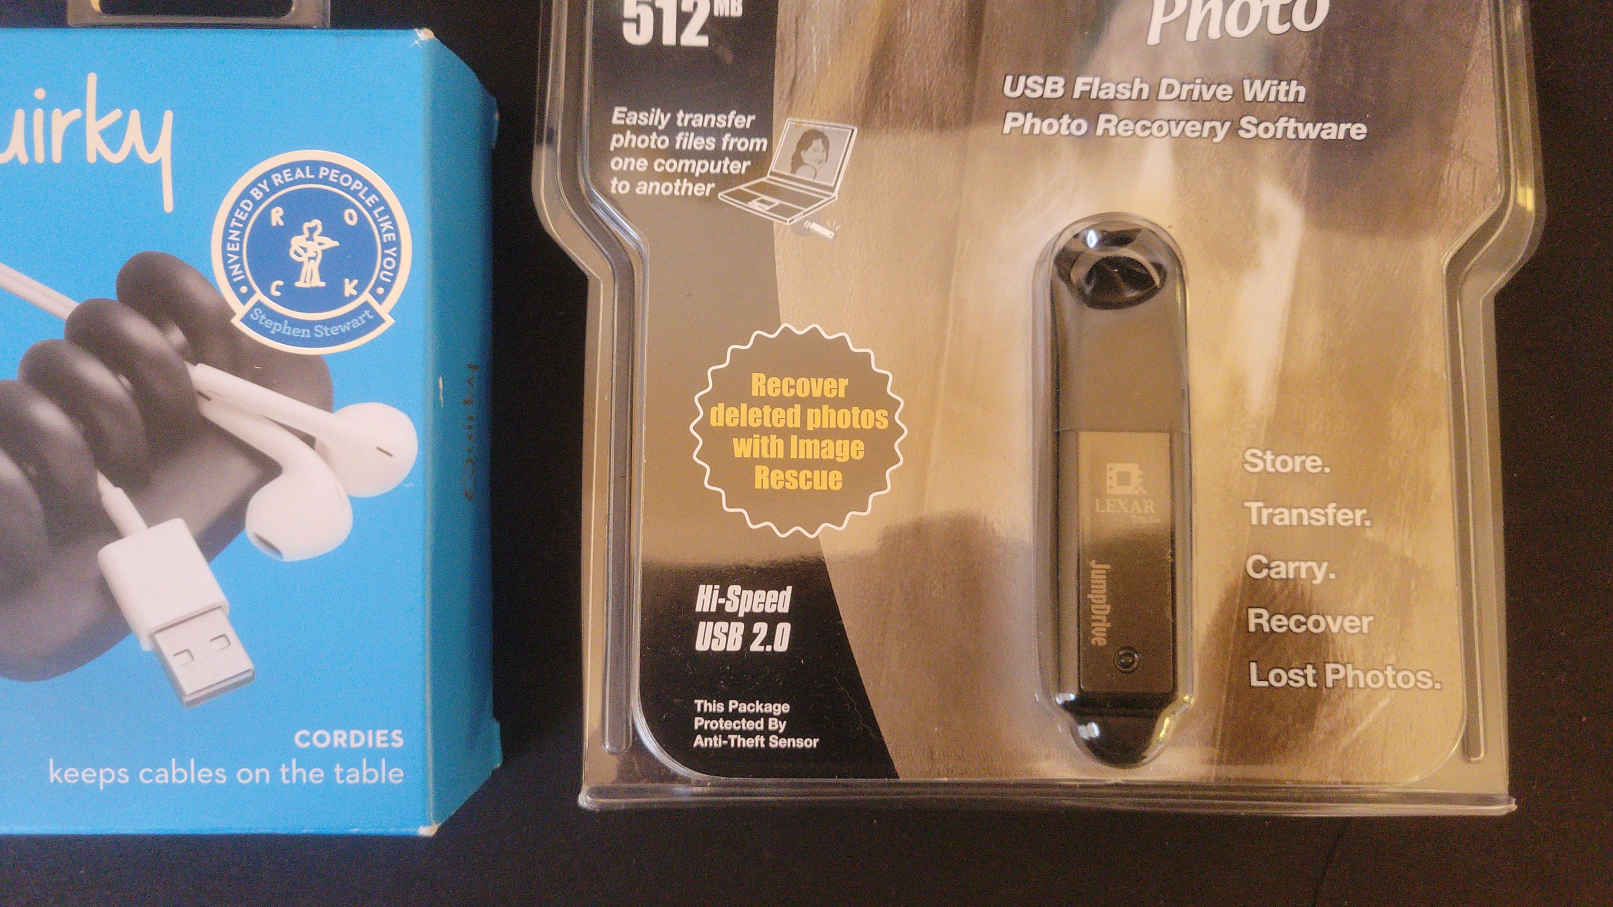 uirky
INVENTED BY REAL PEOPLE LIKE YOU
R O
C K
Stephen Stewart
Quirky
CORDIES
keeps cables on the table
512 MB
Easily transfer
photo files from
one computer
to another
Photo
USB Flash Drive With
Photo Recovery Software
Recover
deleted photos
with Image
Rescue
LEXAR
JumpDrive
Store.
Transfer.
Carry.
Recover
Lost Photos.
Hi-Speed
USB 2.0
This Package
Protected By
Anti-Theft Sensor